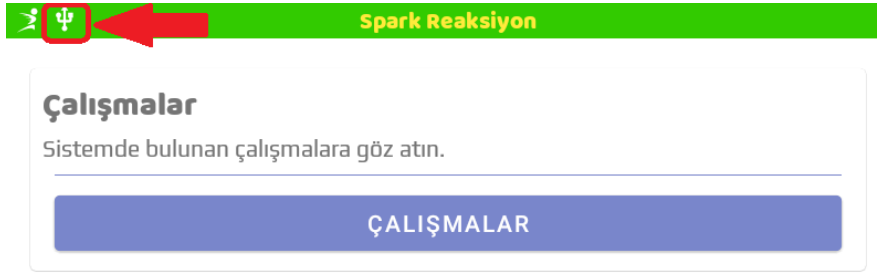 Spark Reaksiyon
Çalışmalar
Sistemde bulunan çalışmalara göz atın.
ÇALIŞMALAR